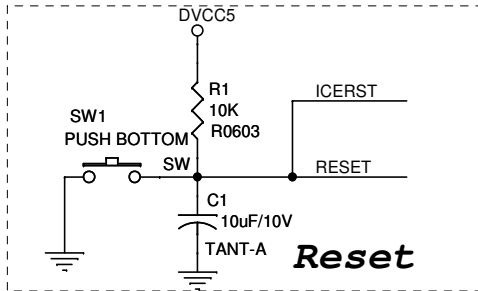 DVCC5
R1
10K
R0603
ICERST
SW1
PUSH BOTTOM
SW
RESET
C1
10uF/10V
TANT-A
Reset